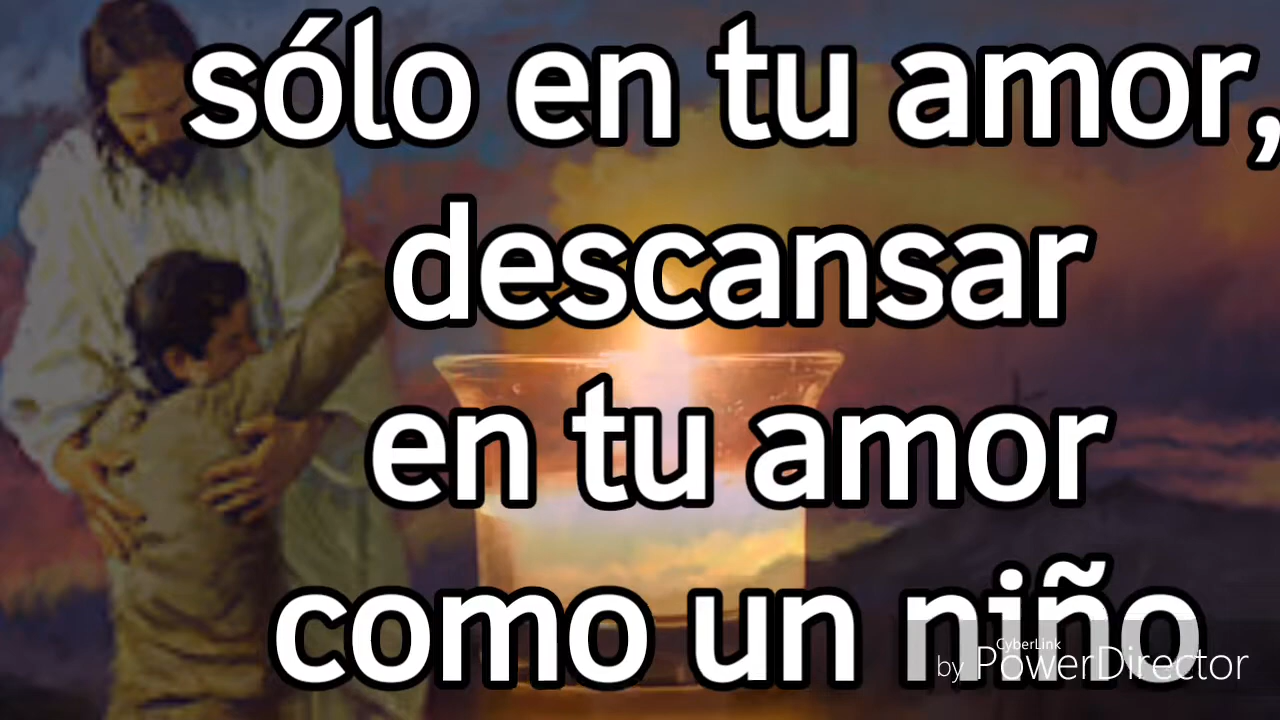 sólo en tu amor,
descansar
en tu amor
como un niño
CyberLink
by PowerDirector